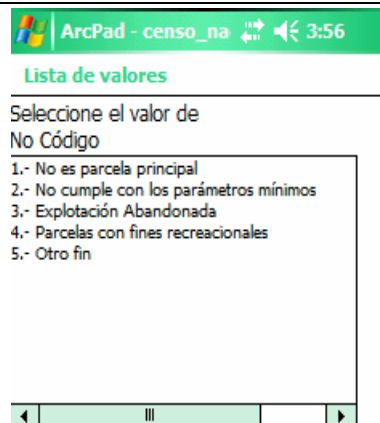 ArcPad - censo_na 3:56
Lista de valores
Seleccione el valor de
No Código
1.- No es parcela principal
2.- No cumple con los parámetros mínimos
3.- Explotación Abandonada
4.- Parcelas con fines recreacionales
5.- Otro fin